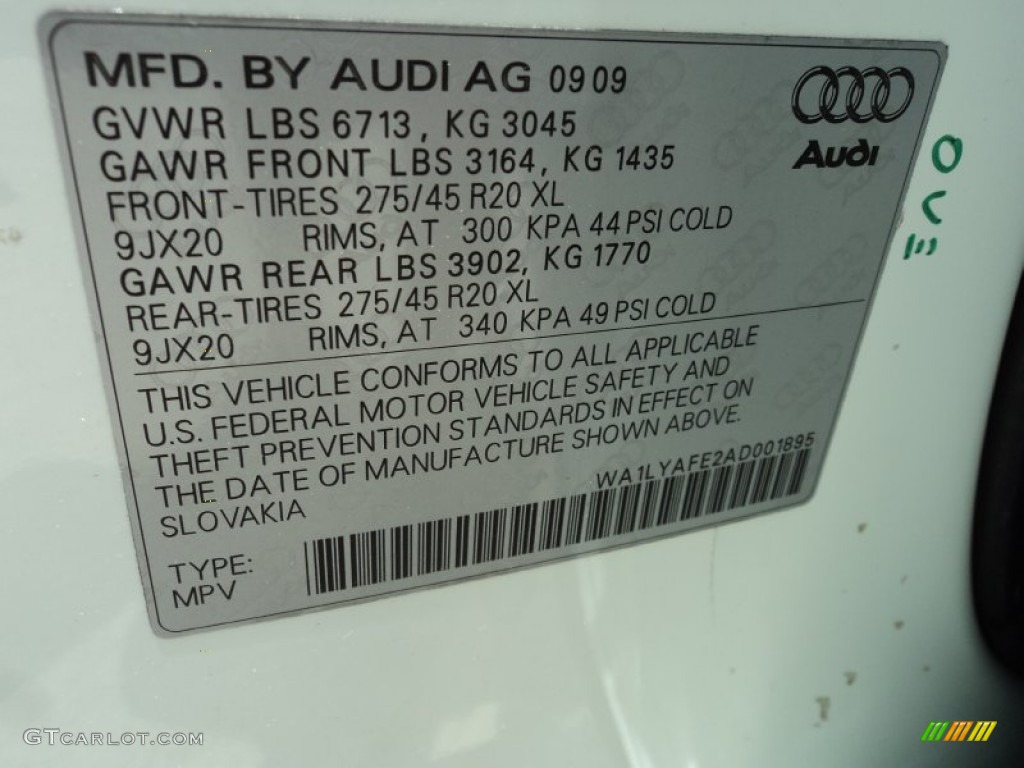 MFD. BY AUDI AG 09 09
GVWR LBS 6713, KG 3045
GAWR FRONT LBS 3164, KG 1435
FRONT-TIRES 275/45 R20 XL
9JX20 RIMS, AT 300 KPA 44 PSI COLD
GAWR REAR LBS 3902, KG 1770
REAR-TIRES 275/45 R20 XL
9JX20 RIMS, AT 340 KPA 49 PSI COLD
THIS VEHICLE CONFORMS TO ALL APPLICABLE
U.S. FEDERAL MOTOR VEHICLE SAFETY AND
THEFT PREVENTION STANDARDS IN EFFECT ON
THE DATE OF MANUFACTURE SHOWN ABOVE.
SLOVAKIA
WA1LYAFE2AD001895
TYPE:
MPV
Audi
GTCARLOT.COM